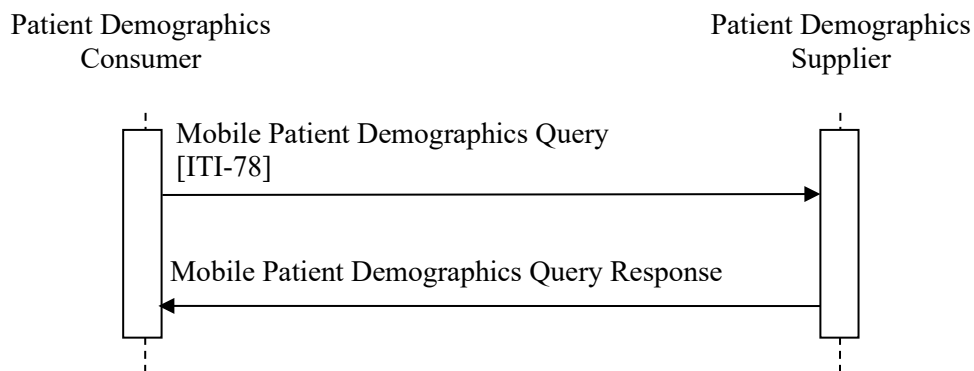 Patient Demographics
Consumer
Patient Demographics
Supplier
Mobile Patient Demographics Query
[ITI-78]
Mobile Patient Demographics Query Response